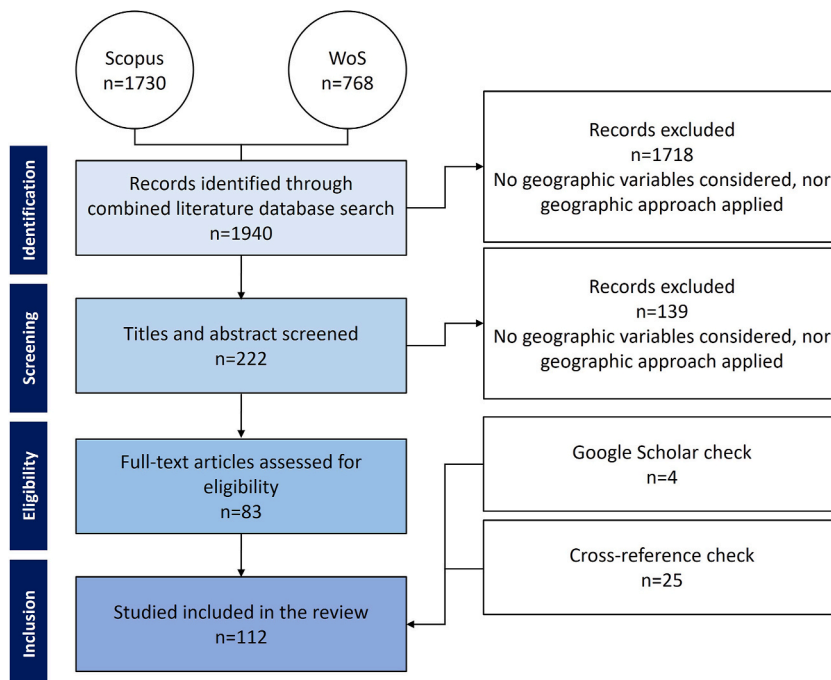 Scopus
n=1730
WoS
n=768
Identification
Records identified through
combined literature database search
n=1940
Records excluded
n=1718
No geographic variables considered, nor
geographic approach applied
Screening
Titles and abstract screened
n=222
Records excluded
n=139
No geographic variables considered, nor
geographic approach applied
Eligibility
Full-text articles assessed for
eligibility
n=83
Google Scholar check
n=4
Cross-reference check
n=25
Inclusion
Studied included in the review
n=112